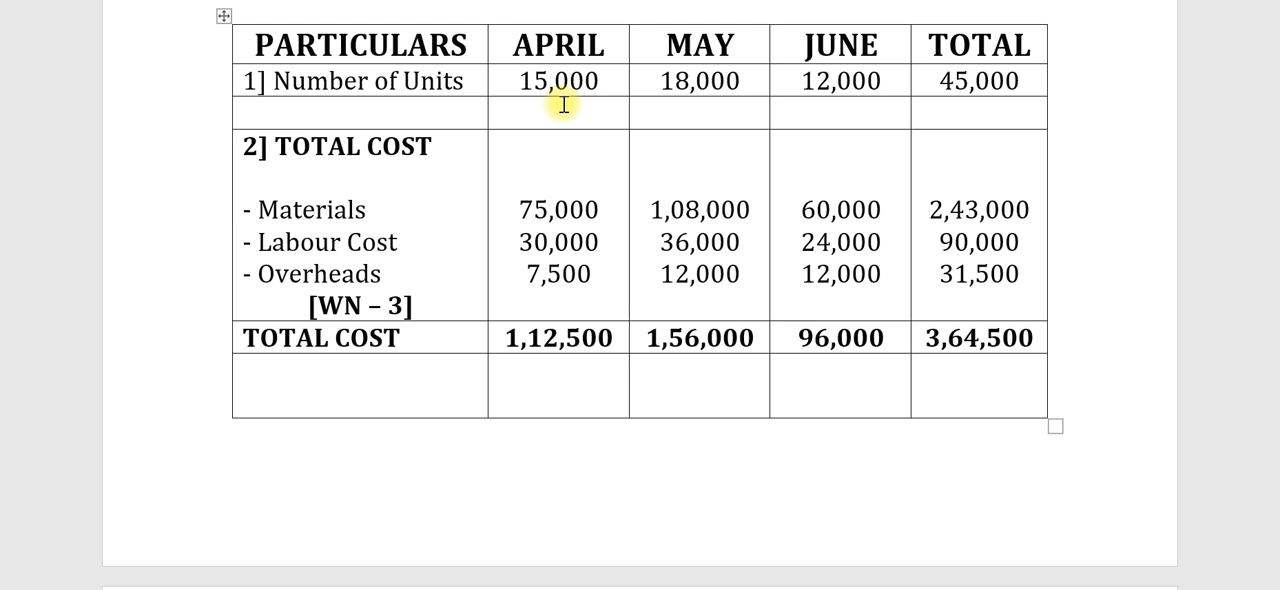 PARTICULARS APRIL MAY JUNE TOTAL
1] Number of Units 15,000 18,000 12,000 45,000
2] TOTAL COST
- Materials 75,000 1,08,000 60,000 2,43,000
- Labour Cost 30,000 36,000 24,000 90,000
- Overheads 7,500 12,000 12,000 31,500
[WN – 3]
TOTAL COST 1,12,500 1,56,000 96,000 3,64,500